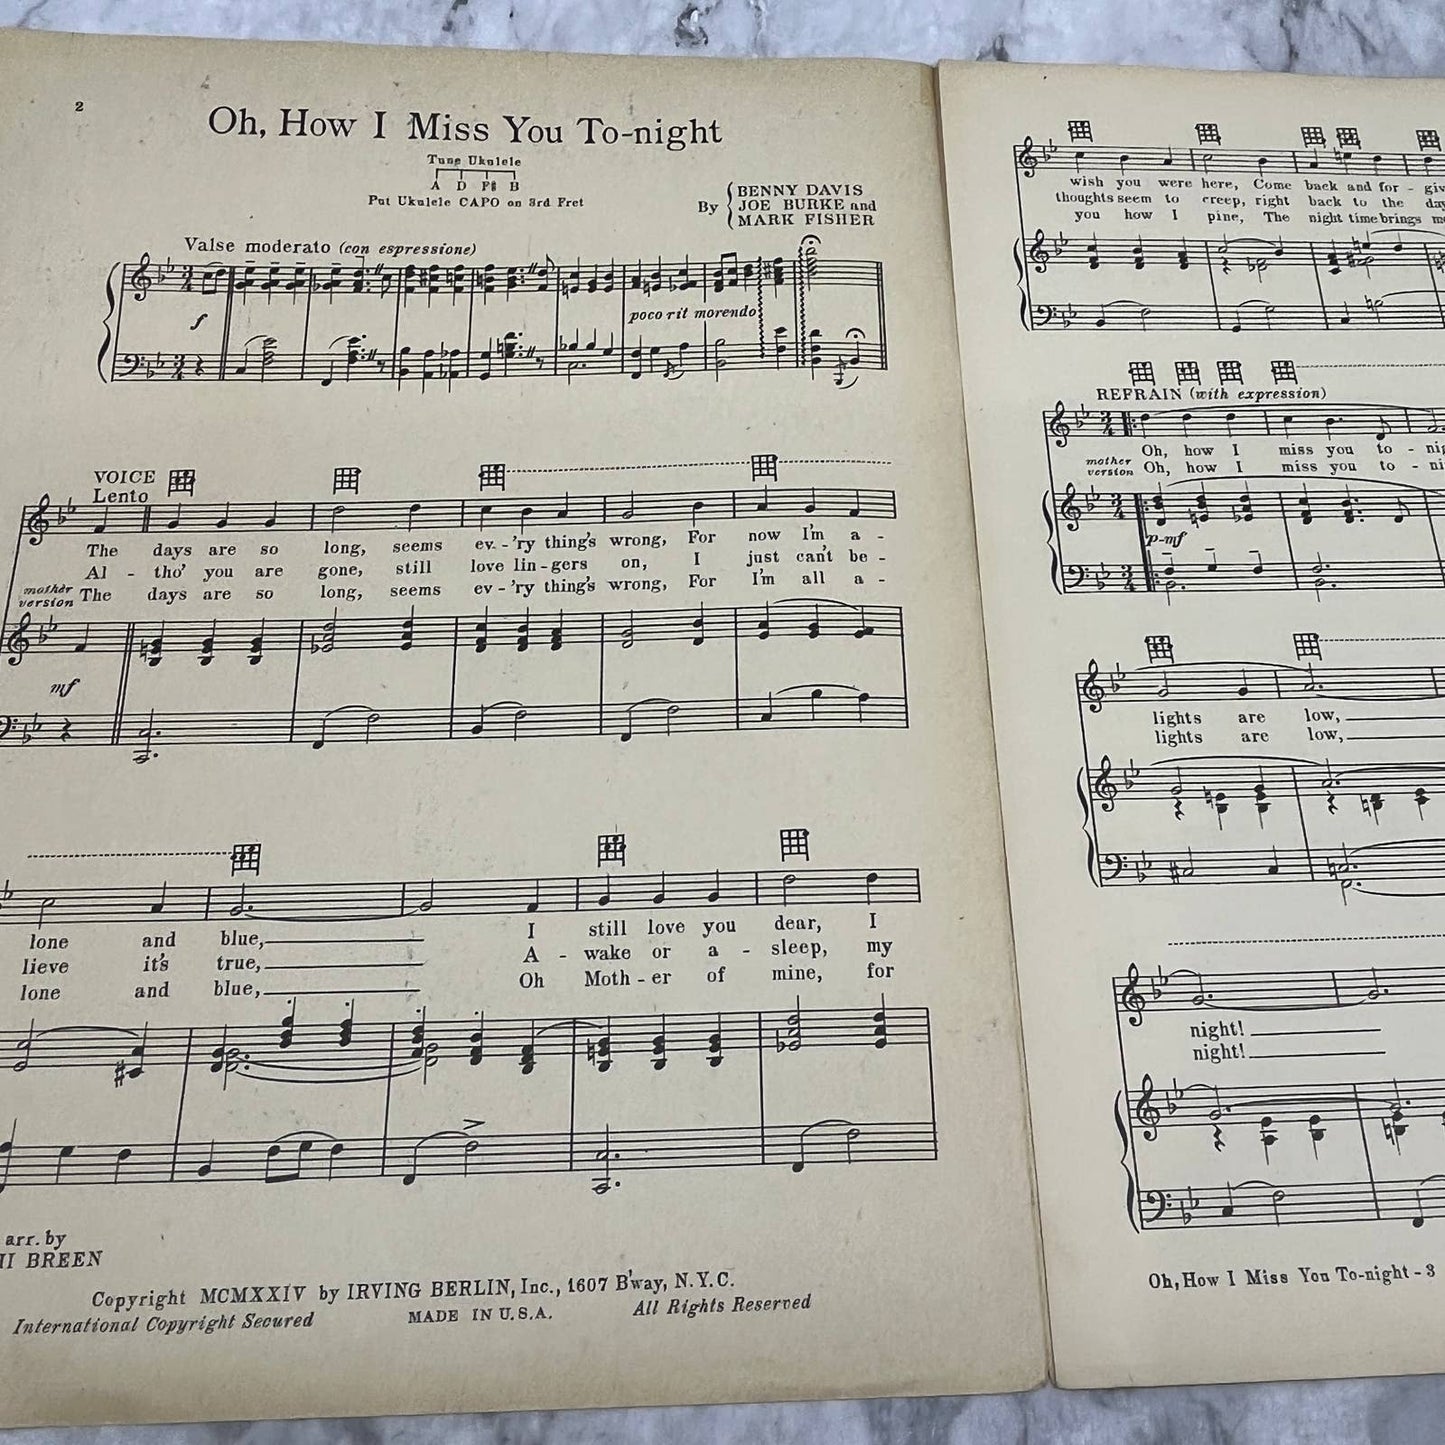 2
Oh, How I Miss You To-night
Tune Ukulele
A D F# B
Put Ukulele CAPO on 3rd Fret
By
BENNY DAVIS
JOE BURKE and
MARK FISHER
Valse moderato (con espressione)
f
poco rit morendo
VOICE
Lento
The days are so long, seems ev-'ry thing's wrong, For now I'm a -
Al - tho' you are gone, still love lin-gers on, I just can't be -
mother version The days are so long, seems ev-'ry thing's wrong, For I'm all a -
mf
lone and blue, I still love you dear, I
lieve it's true, A - wake or a - sleep, my
lone and blue, Oh Moth-er of mine, for
arr. by
BREEN
Copyright MCMXXIV by IRVING BERLIN, Inc., 1607 B'way, N.Y.C.
International Copyright Secured MADE IN U.S.A. All Rights Reserved
wish you were here, Come back and for - giv
thoughts seem to creep, right back to the da
you how I pine, The night time brings m
REFRAIN (with expression)
Oh, how I miss you to - nig
mother version Oh, how I miss you to - ni
p-mf
lights are low,
lights are low,
night!
night!
Oh, How I Miss You To-night - 3